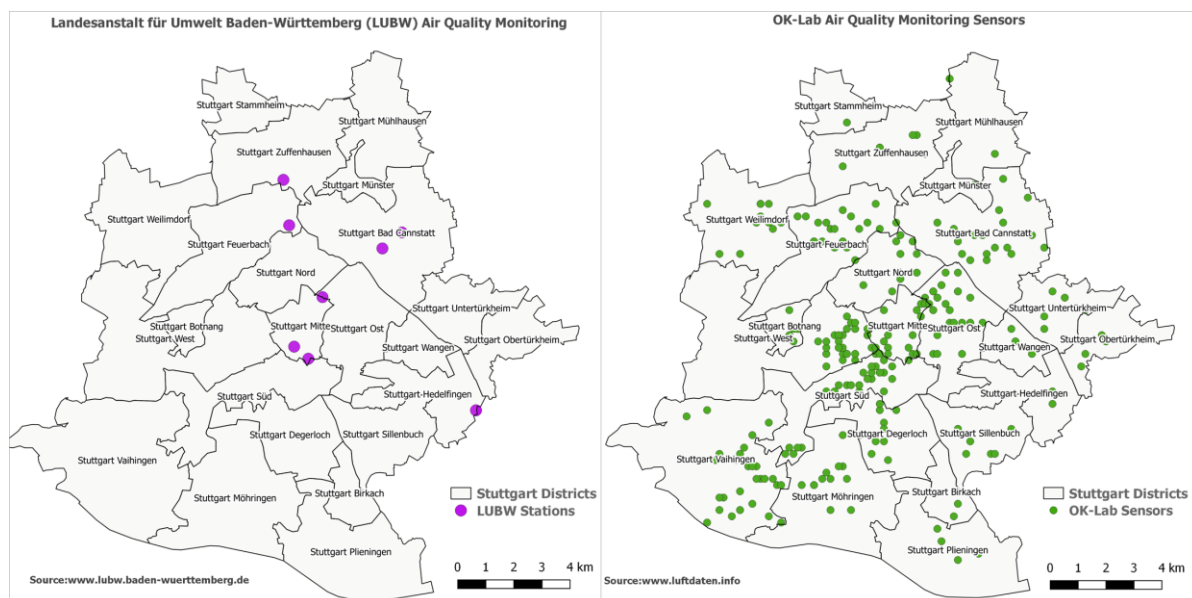 Landesanstalt für Umwelt Baden-Württemberg (LUBW) Air Quality Monitoring
Stuttgart Stammheim
Stuttgart Mühlhausen
Stuttgart Zuffenhausen
Stuttgart Münster
Stuttgart Weilimdorf
Stuttgart Bad Cannstatt
Stuttgart Feuerbach
Stuttgart Nord
Stuttgart Untertürkheim
Stuttgart Botnang
Stuttgart Mitte
Stuttgart Ost
Stuttgart West
Stuttgart Obertürkheim
Stuttgart Wangen
Stuttgart Süd
Stuttgart-Hedelfingen
Stuttgart Degerloch
Stuttgart Sillenbuch
Stuttgart Vaihingen
Stuttgart Birkach
Stuttgart Möhringen
Stuttgart Plieningen
Stuttgart Districts
LUBW Stations
Source:www.lubw.baden-wuerttemberg.de
0 1 2 3 4 km
OK-Lab Air Quality Monitoring Sensors
Stuttgart Stammheim
Stuttgart Mühlhausen
Stuttgart Zuffenhausen
Stuttgart Münster
Stuttgart Weilimdorf
Stuttgart Bad Cannstatt
Stuttgart Feuerbach
Stuttgart Nord
Stuttgart Untertürkheim
Stuttgart Botnang
Stuttgart Mitte
Stuttgart Ost
Stuttgart West
Stuttgart Obertürkheim
Stuttgart Wangen
Stuttgart Süd
Stuttgart-Hedelfingen
Stuttgart Degerloch
Stuttgart Sillenbuch
Stuttgart Vaihingen
Stuttgart Birkach
Stuttgart Möhringen
Stuttgart Plieningen
Stuttgart Districts
OK-Lab Sensors
Source:www.luftdaten.info
0 1 2 3 4 km